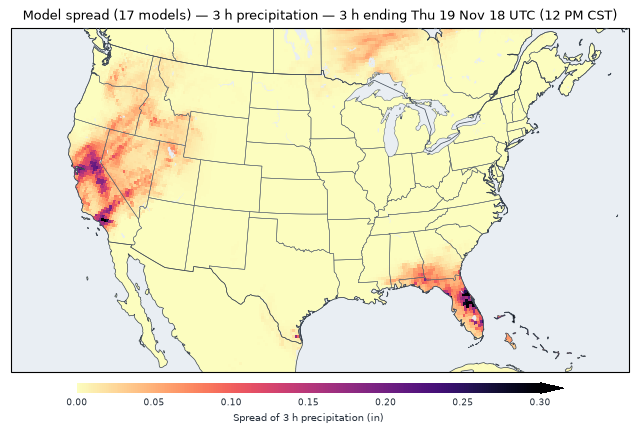 Model spread (17 models) — 3 h precipitation — 3 h ending Thu 19 Nov 18 UTC (12 PM CST)
0.00 0.05 0.10 0.15 0.20 0.25 0.30
Spread of 3 h precipitation (in)